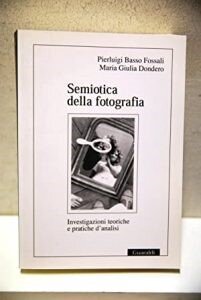 Pierluigi Basso Fossali
Maria Giulia Dondero
Semiotica
della fotografia
Investigazioni teoriche
e pratiche d'analisi
Guaraldi